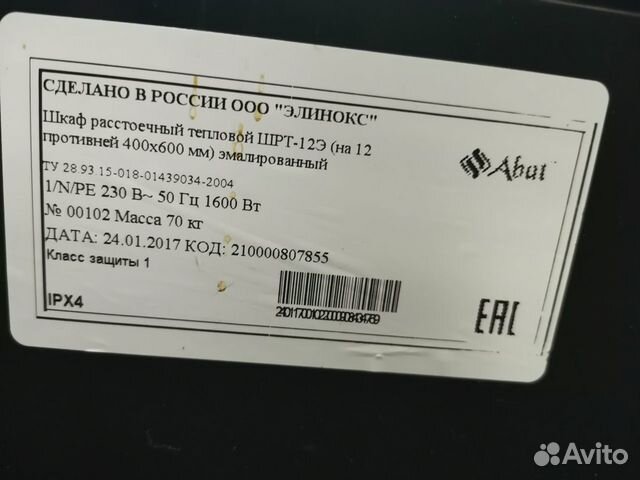 СДЕЛАНО В РОССИИ ООО "ЭЛИНОКС"
Шкаф расстоечный тепловой ШРТ-12Э (на 12
противней 400х600 мм) эмалированный
ТУ 28.93.15-018-01439034-2004
1/N/PE 230 В~ 50 Гц 1600 Вт
№ 00102 Масса 70 кг
ДАТА: 24.01.2017 КОД: 210000807855
Класс защиты 1
IPX4
Abat
EAC
Avito